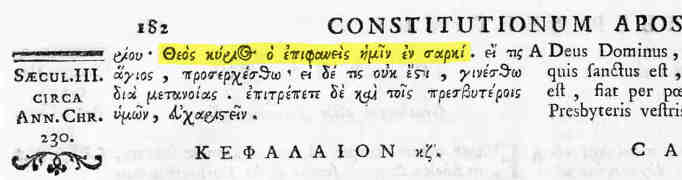 182 CONSTITUTIONUM APOS
ρίου· Θεὸς κύριος ὁ ἐπιφανεὶς ἡμῖν ἐν σαρκί. εἴ τις A Deus Dominus,
SÆCUL.III. ἅγιος, προσερχέσθω· εἰ δέ τις οὐκ ἔστι, γινέσθω quis sanctus est,
CIRCA διὰ μετανοίας. ἐπιτρέπετε δὲ καὶ τοῖς πρεσβυτέροις est, fiat per pœ
ANN.CHR. ὑμῶν, εὐχαριστεῖν. Presbyteris vestris
230.
ΚΕΦΑΛΑΙΟΝ κζʹ. CA